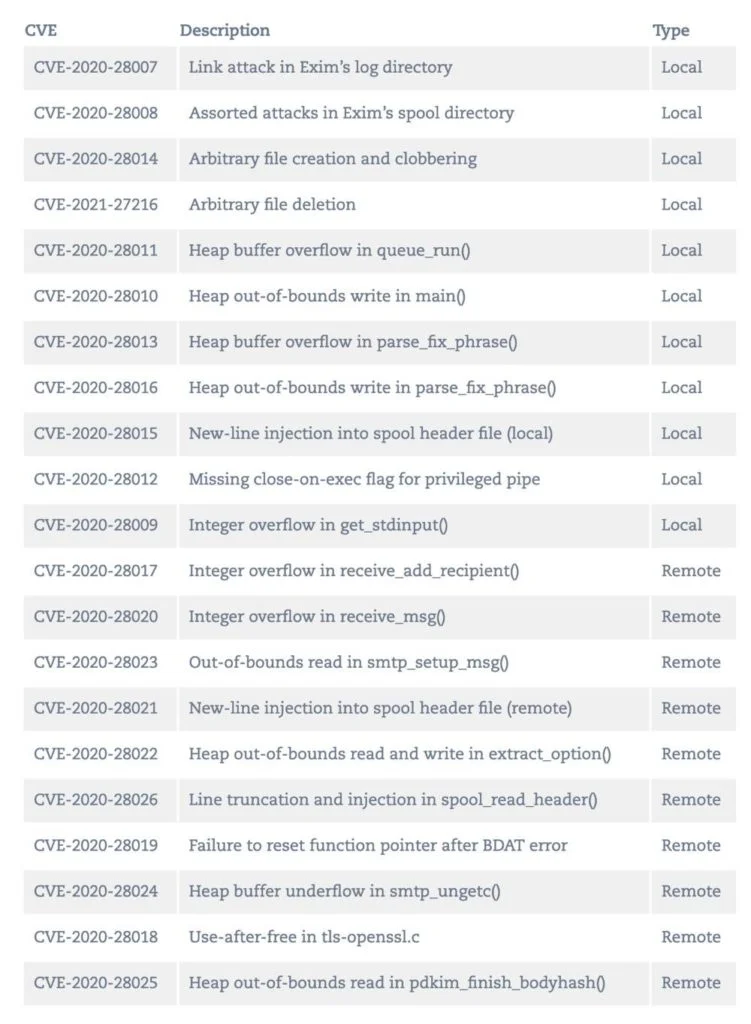 CVE Description Type
CVE-2020-28007 Link attack in Exim’s log directory Local
CVE-2020-28008 Assorted attacks in Exim’s spool directory Local
CVE-2020-28014 Arbitrary file creation and clobbering Local
CVE-2021-27216 Arbitrary file deletion Local
CVE-2020-28011 Heap buffer overflow in queue_run() Local
CVE-2020-28010 Heap out-of-bounds write in main() Local
CVE-2020-28013 Heap buffer overflow in parse_fix_phrase() Local
CVE-2020-28016 Heap out-of-bounds write in parse_fix_phrase() Local
CVE-2020-28015 New-line injection into spool header file (local) Local
CVE-2020-28012 Missing close-on-exec flag for privileged pipe Local
CVE-2020-28009 Integer overflow in get_stdinput() Local
CVE-2020-28017 Integer overflow in receive_add_recipient() Remote
CVE-2020-28020 Integer overflow in receive_msg() Remote
CVE-2020-28023 Out-of-bounds read in smtp_setup_msg() Remote
CVE-2020-28021 New-line injection into spool header file (remote) Remote
CVE-2020-28022 Heap out-of-bounds read and write in extract_option() Remote
CVE-2020-28026 Line truncation and injection in spool_read_header() Remote
CVE-2020-28019 Failure to reset function pointer after BDAT error Remote
CVE-2020-28024 Heap buffer underflow in smtp_ungetc() Remote
CVE-2020-28018 Use-after-free in tls-openssl.c Remote
CVE-2020-28025 Heap out-of-bounds read in pdkim_finish_bodyhash() Remote